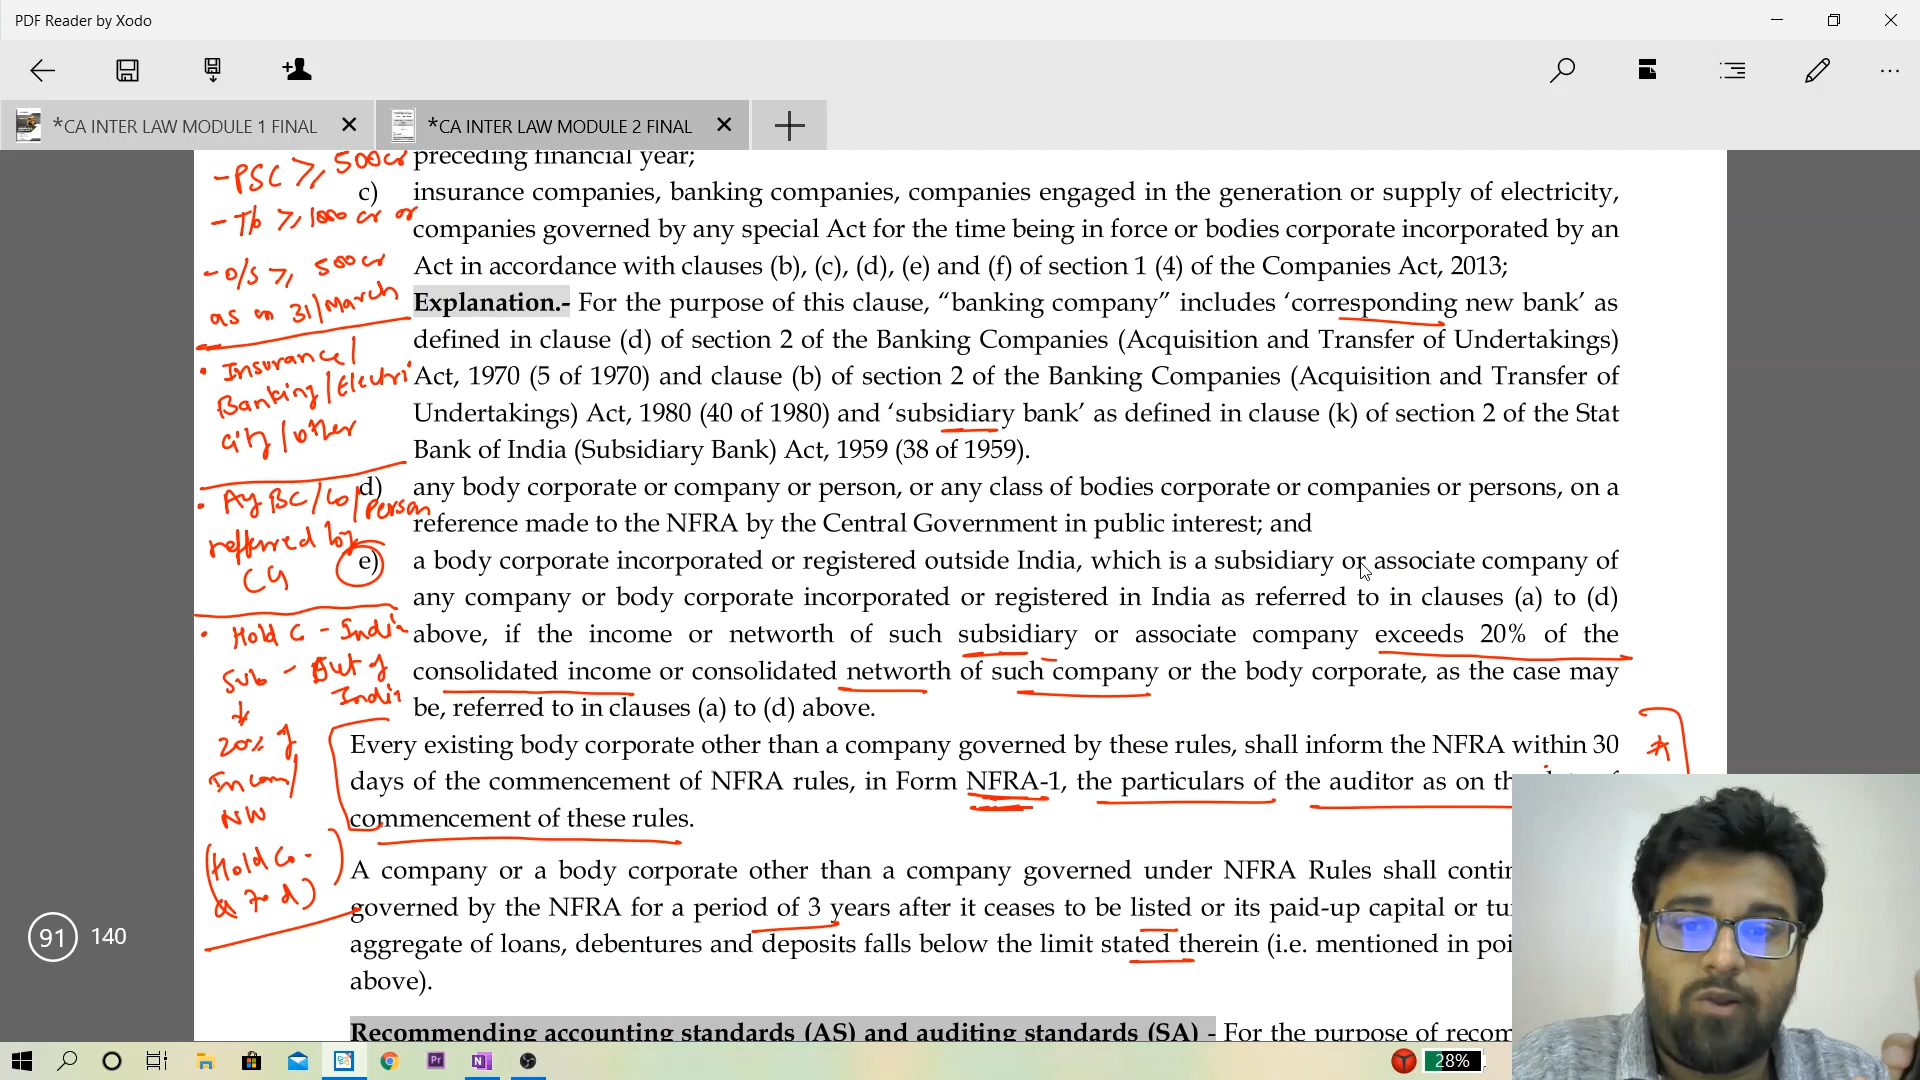 PDF Reader by Xodo
*CA INTER LAW MODULE 1 FINAL
*CA INTER LAW MODULE 2 FINAL
preceding financial year;
c) insurance companies, banking companies, companies engaged in the generation or supply of electricity,
companies governed by any special Act for the time being in force or bodies corporate incorporated by an
Act in accordance with clauses (b), (c), (d), (e) and (f) of section 1 (4) of the Companies Act, 2013;
Explanation.- For the purpose of this clause, “banking company” includes ‘corresponding new bank’ as
defined in clause (d) of section 2 of the Banking Companies (Acquisition and Transfer of Undertakings)
Act, 1970 (5 of 1970) and clause (b) of section 2 of the Banking Companies (Acquisition and Transfer of
Undertakings) Act, 1980 (40 of 1980) and ‘subsidiary bank’ as defined in clause (k) of section 2 of the Stat
Bank of India (Subsidiary Bank) Act, 1959 (38 of 1959).
d) any body corporate or company or person, or any class of bodies corporate or companies or persons, on a
reference made to the NFRA by the Central Government in public interest; and
e) a body corporate incorporated or registered outside India, which is a subsidiary or associate company of
any company or body corporate incorporated or registered in India as referred to in clauses (a) to (d)
above, if the income or networth of such subsidiary or associate company exceeds 20% of the
consolidated income or consolidated networth of such company or the body corporate, as the case may
be, referred to in clauses (a) to (d) above.
Every existing body corporate other than a company governed by these rules, shall inform the NFRA within 30
days of the commencement of NFRA rules, in Form NFRA-1, the particulars of the auditor as on th
commencement of these rules.
A company or a body corporate other than a company governed under NFRA Rules shall contin
governed by the NFRA for a period of 3 years after it ceases to be listed or its paid-up capital or tu
aggregate of loans, debentures and deposits falls below the limit stated therein (i.e. mentioned in poi
above).
Recommending accounting standards (AS) and auditing standards (SA) - For the purpose of recom
- PSC ≥ 500 cr
- T/o ≥ 1000 cr or
- O/S ≥ 500 cr
as on 31/March
• Insurance/
Banking/Electri
city/other
• Any BC/Co/Person
referred by
CG
• Hold Co - India
Sub - Out of
India
↓
20% of
Income/
NW
(Hold Co -
a to d)
91 140
28%